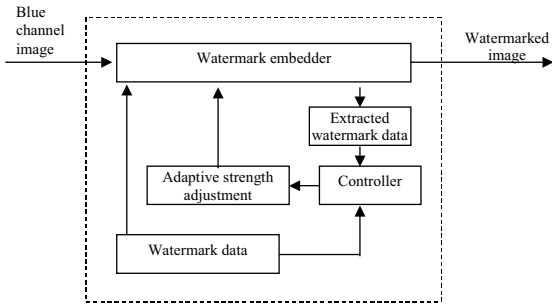 Blue
channel
image
Watermarked
image
Watermark embedder
Extracted
watermark data
Adaptive strength
adjustment
Controller
Watermark data